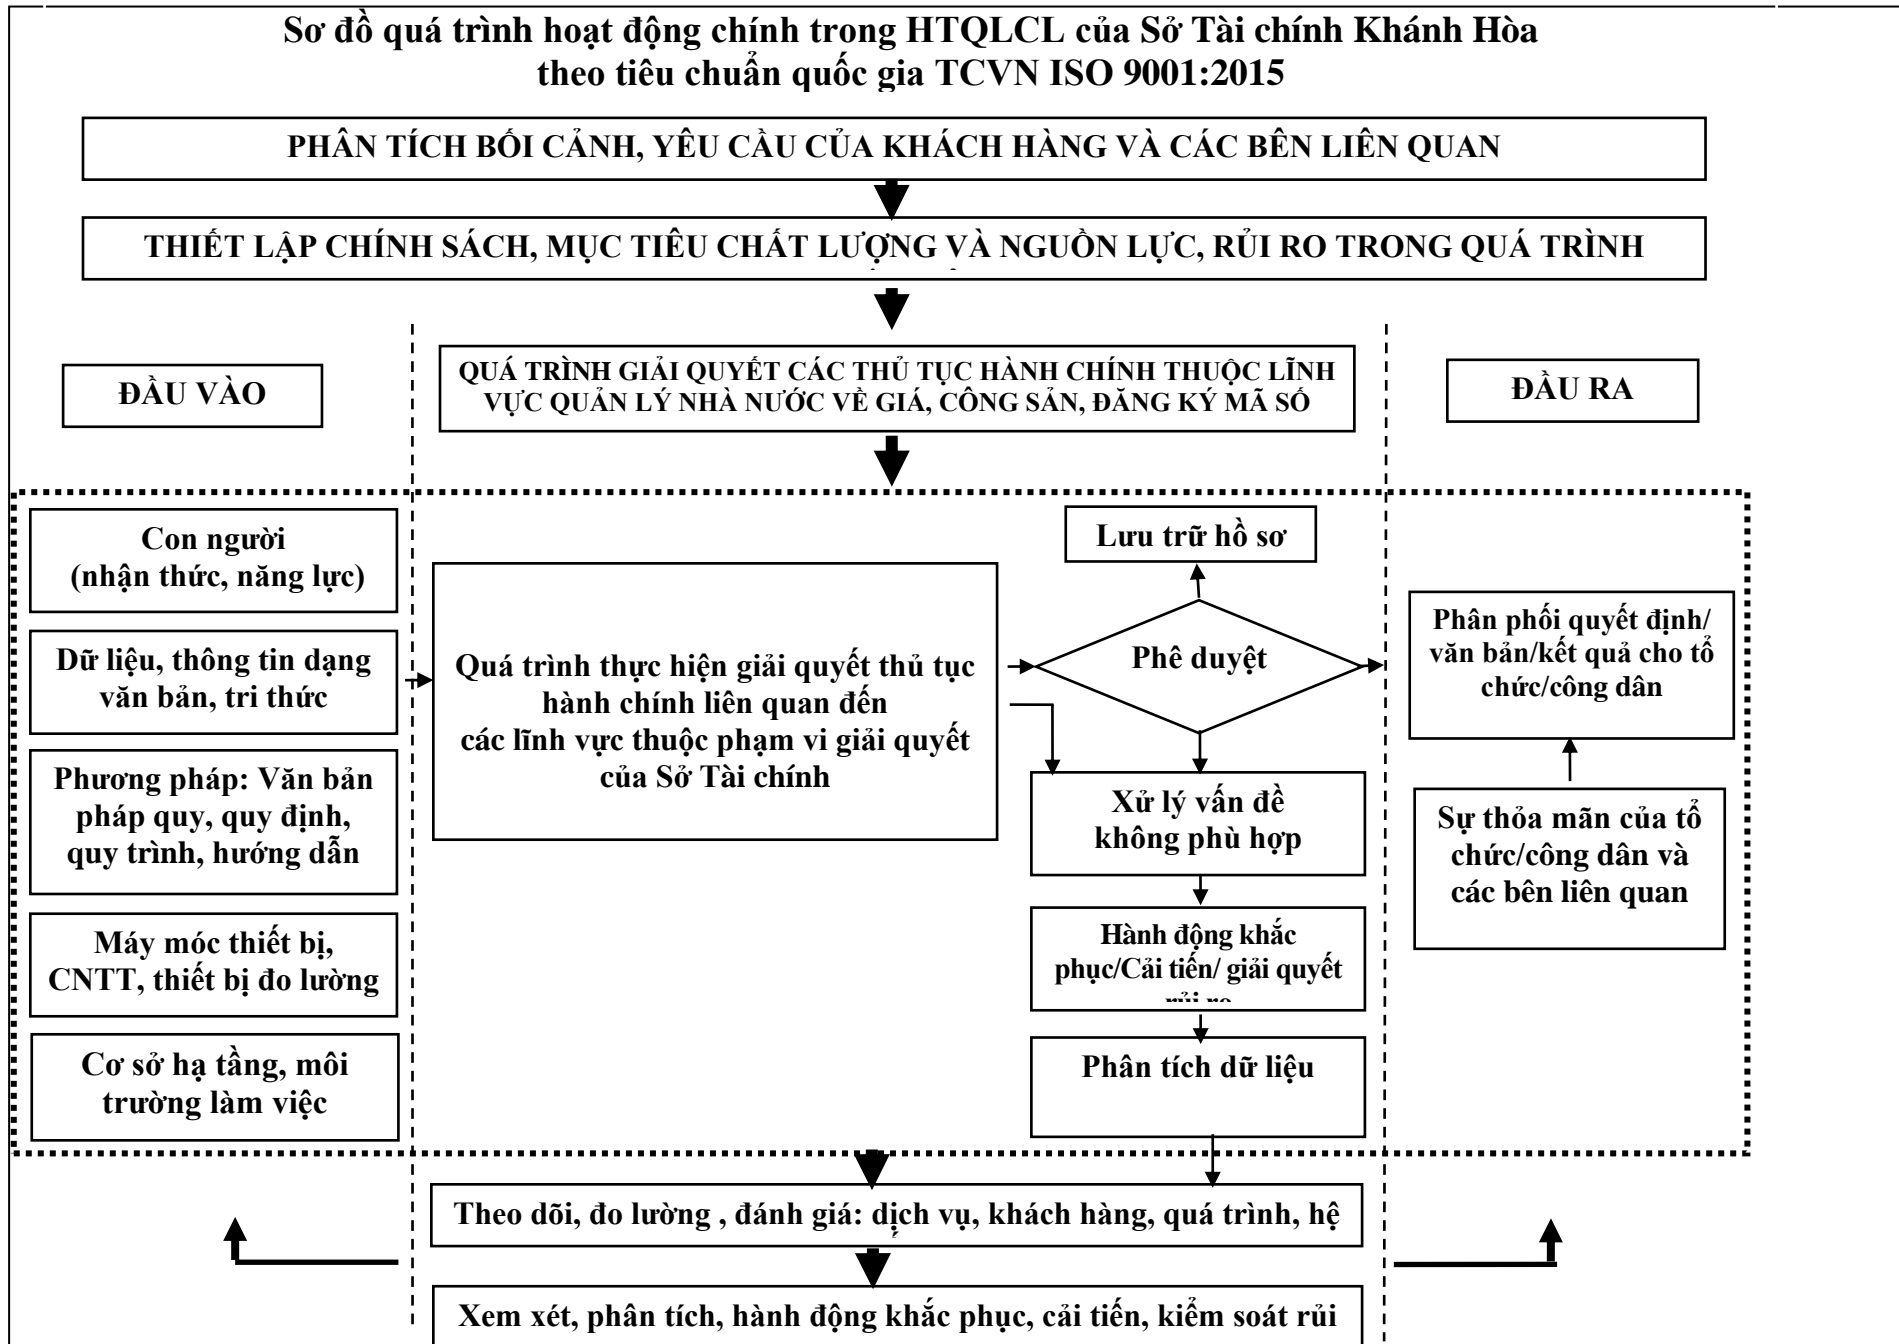 Sơ đồ quá trình hoạt động chính trong HTQLCL của Sở Tài chính Khánh Hòa
theo tiêu chuẩn quốc gia TCVN ISO 9001:2015
PHÂN TÍCH BỐI CẢNH, YÊU CẦU CỦA KHÁCH HÀNG VÀ CÁC BÊN LIÊN QUAN
THIẾT LẬP CHÍNH SÁCH, MỤC TIÊU CHẤT LƯỢNG VÀ NGUỒN LỰC, RỦI RO TRONG QUÁ TRÌNH
ĐẦU VÀO
QUÁ TRÌNH GIẢI QUYẾT CÁC THỦ TỤC HÀNH CHÍNH THUỘC LĨNH
VỰC QUẢN LÝ NHÀ NƯỚC VỀ GIÁ, CÔNG SẢN, ĐĂNG KÝ MÃ SỐ
ĐẦU RA
Con người
(nhận thức, năng lực)
Dữ liệu, thông tin dạng
văn bản, tri thức
Phương pháp: Văn bản
pháp quy, quy định,
quy trình, hướng dẫn
Máy móc thiết bị,
CNTT, thiết bị đo lường
Cơ sở hạ tầng, môi
trường làm việc
Quá trình thực hiện giải quyết thủ tục
hành chính liên quan đến
các lĩnh vực thuộc phạm vi giải quyết
của Sở Tài chính
Lưu trữ hồ sơ
Phê duyệt
Xử lý vấn đề
không phù hợp
Hành động khắc
phục/Cải tiến/ giải quyết
rủi ro
Phân tích dữ liệu
Phân phối quyết định/
văn bản/kết quả cho tổ
chức/công dân
Sự thỏa mãn của tổ
chức/công dân và
các bên liên quan
Theo dõi, đo lường , đánh giá: dịch vụ, khách hàng, quá trình, hệ
Xem xét, phân tích, hành động khắc phục, cải tiến, kiểm soát rủi